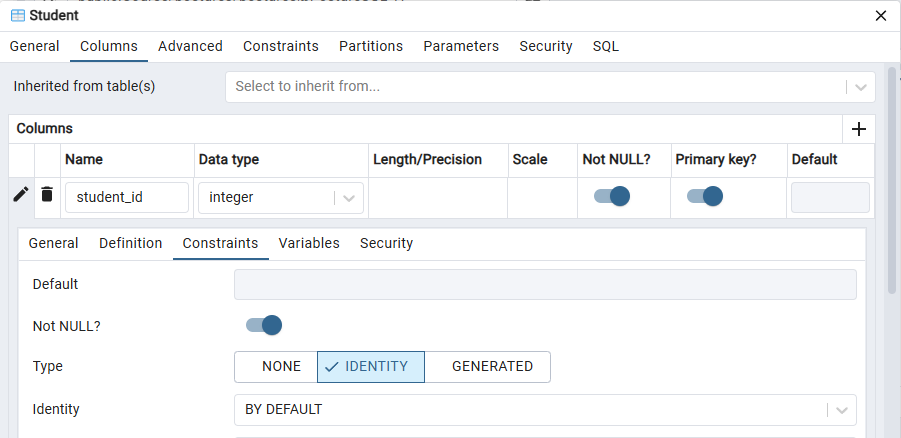 Student
General Columns Advanced Constraints Partitions Parameters Security SQL
Inherited from table(s) Select to inherit from...
Columns
Name Data type Length/Precision Scale Not NULL? Primary key? Default
student_id integer
General Definition Constraints Variables Security
Default
Not NULL?
Type NONE IDENTITY GENERATED
Identity BY DEFAULT